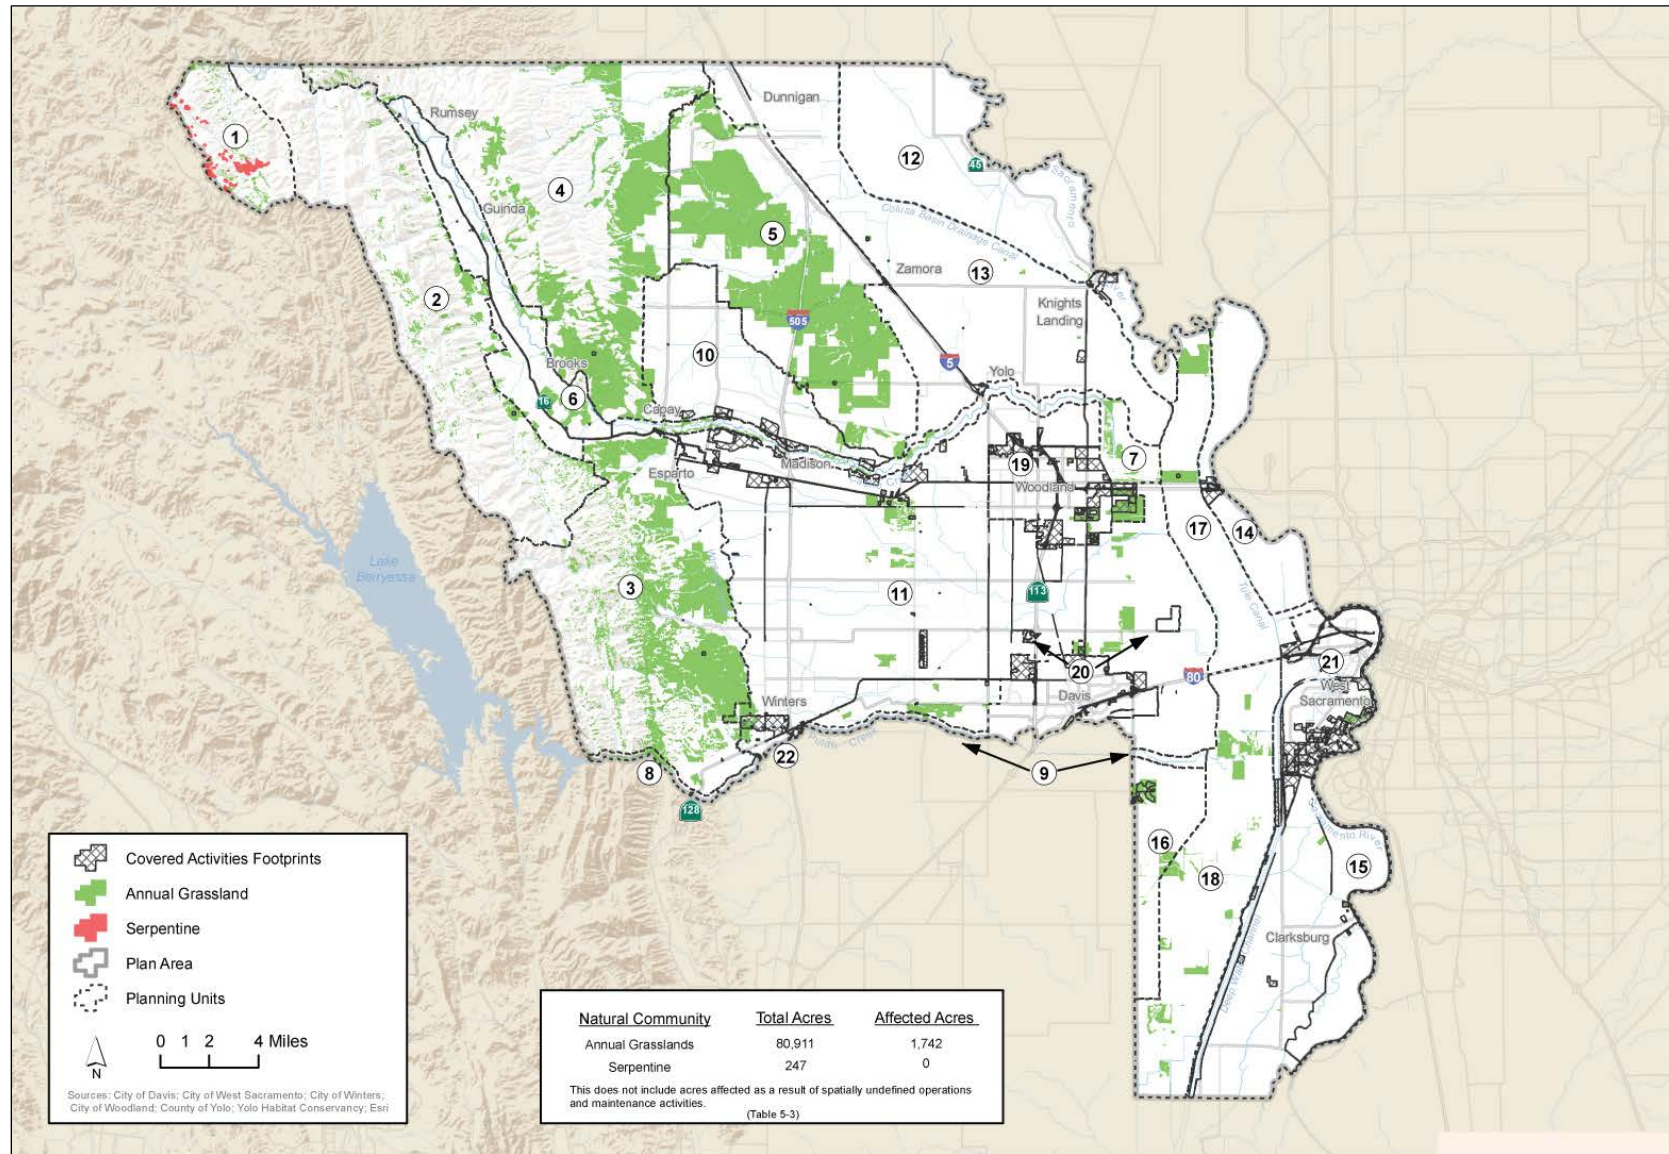 Dunnigan
Rumsey
1
12
45
Sacramento
4
Guinda
Colusa Basin Drainage Canal
5
Zamora
13
River
2
Knights
Landing
505
10
5
Brooks
Yolo
16
6
Capay
Madison
19
7
Esparto
Woodland
17
14
Lake
Berryessa
3
11
113
Tule Canal
20
80
21
Winters
Davis
West
Sacramento
Putah Creek
22
8
9
128
Sacramento River
16
15
18
Clarksburg
Deep Water Channel
Covered Activities Footprints
Annual Grassland
Serpentine
Plan Area
Planning Units
N
0 1 2 4 Miles
Sources: City of Davis; City of West Sacramento; City of Winters;
City of Woodland; County of Yolo; Yolo Habitat Conservancy; Esri
Natural Community Total Acres Affected Acres
Annual Grasslands 80,911 1,742
Serpentine 247 0
This does not include acres affected as a result of spatially undefined operations
and maintenance activities.
(Table 5-3)